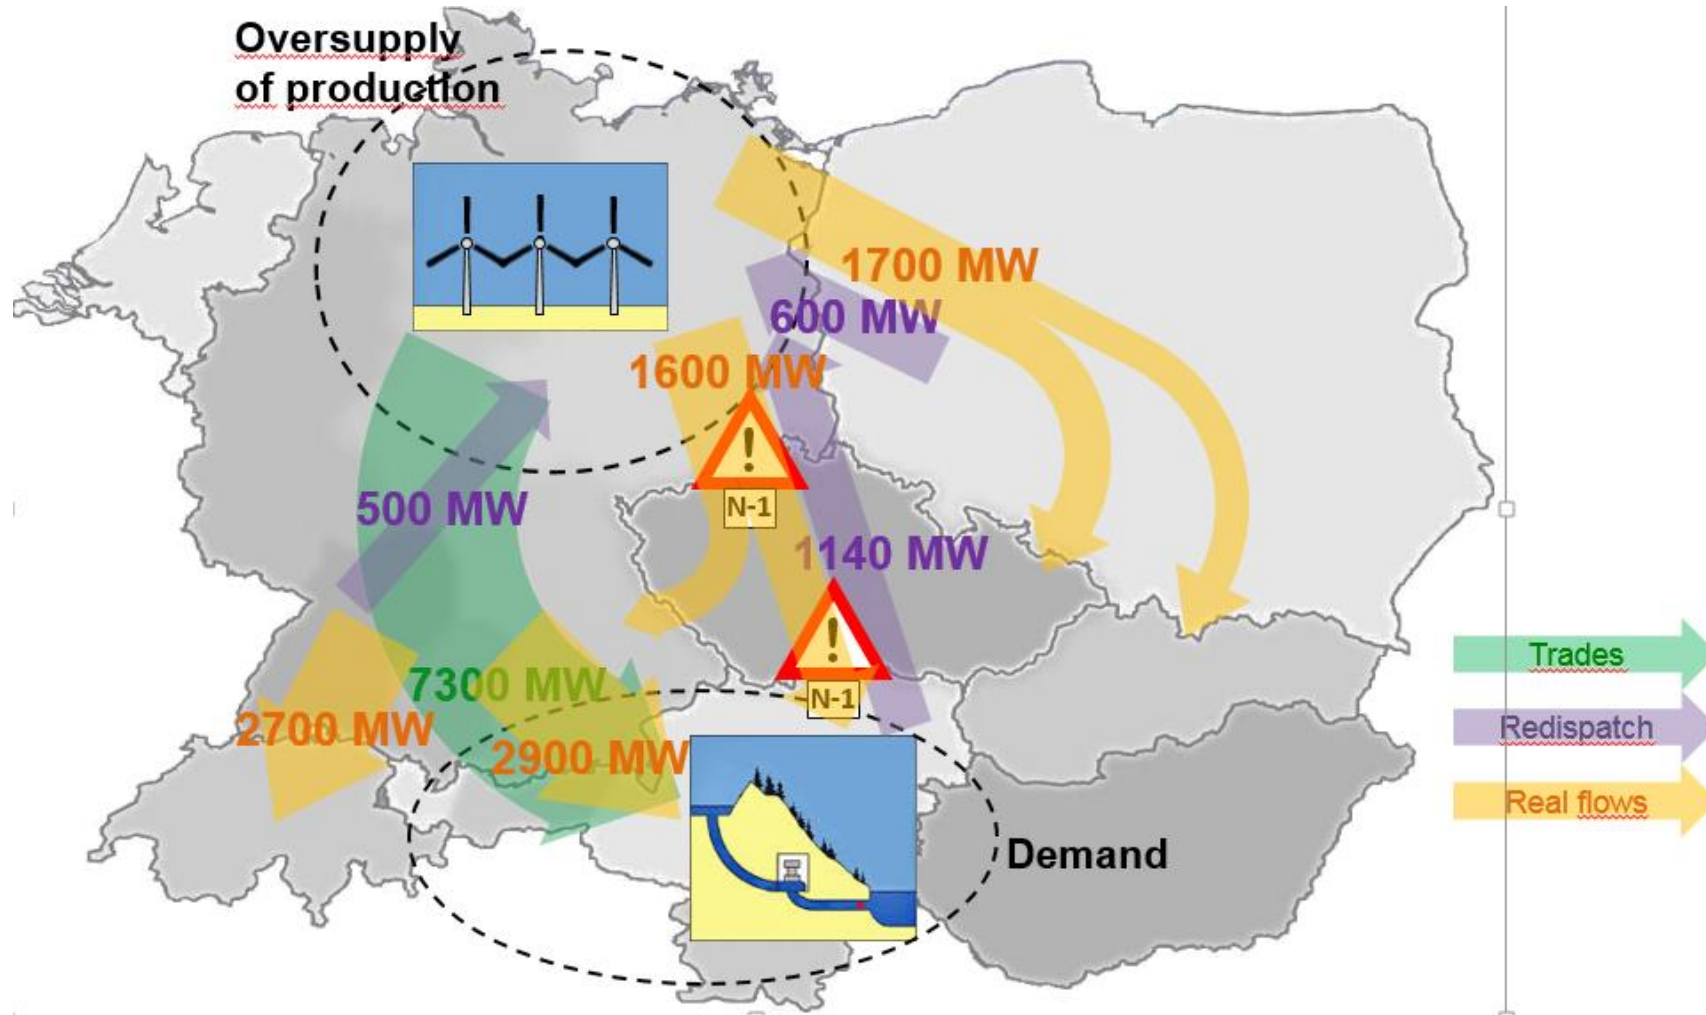 Oversupply
of production
1700 MW
600 MW
1600 MW
!
N-1
500 MW
1140 MW
!
N-1
7300 MW
2700 MW
2900 MW
Demand
Trades
Redispatch
Real flows